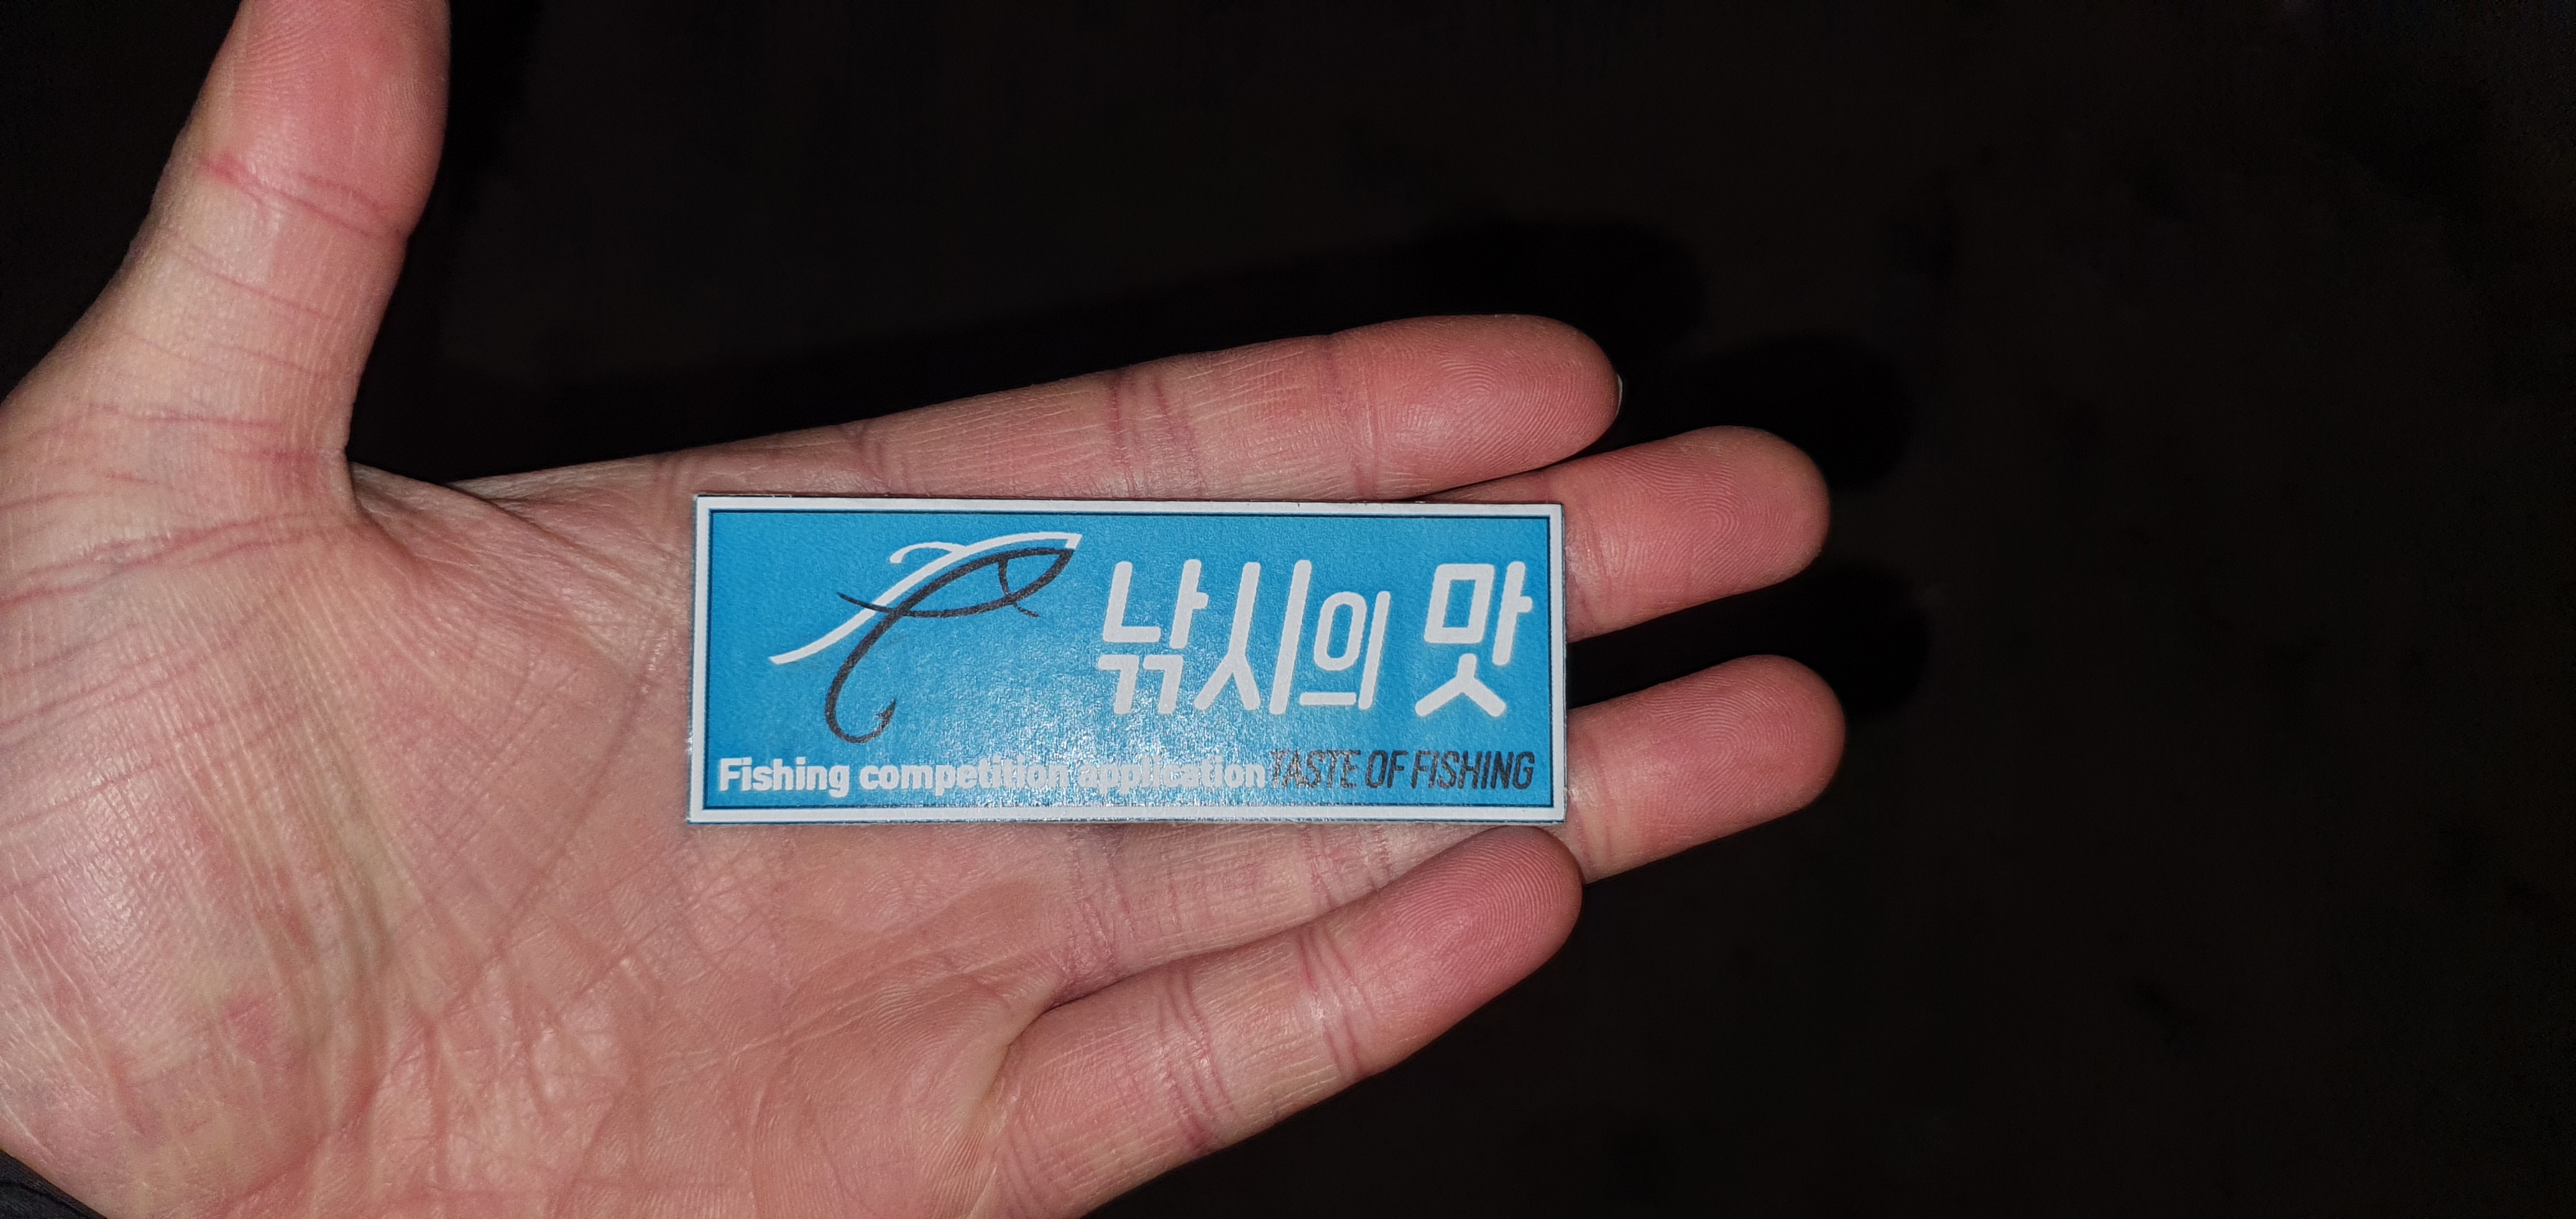 낚시의 맛
Fishing competition application TASTE OF FISHING